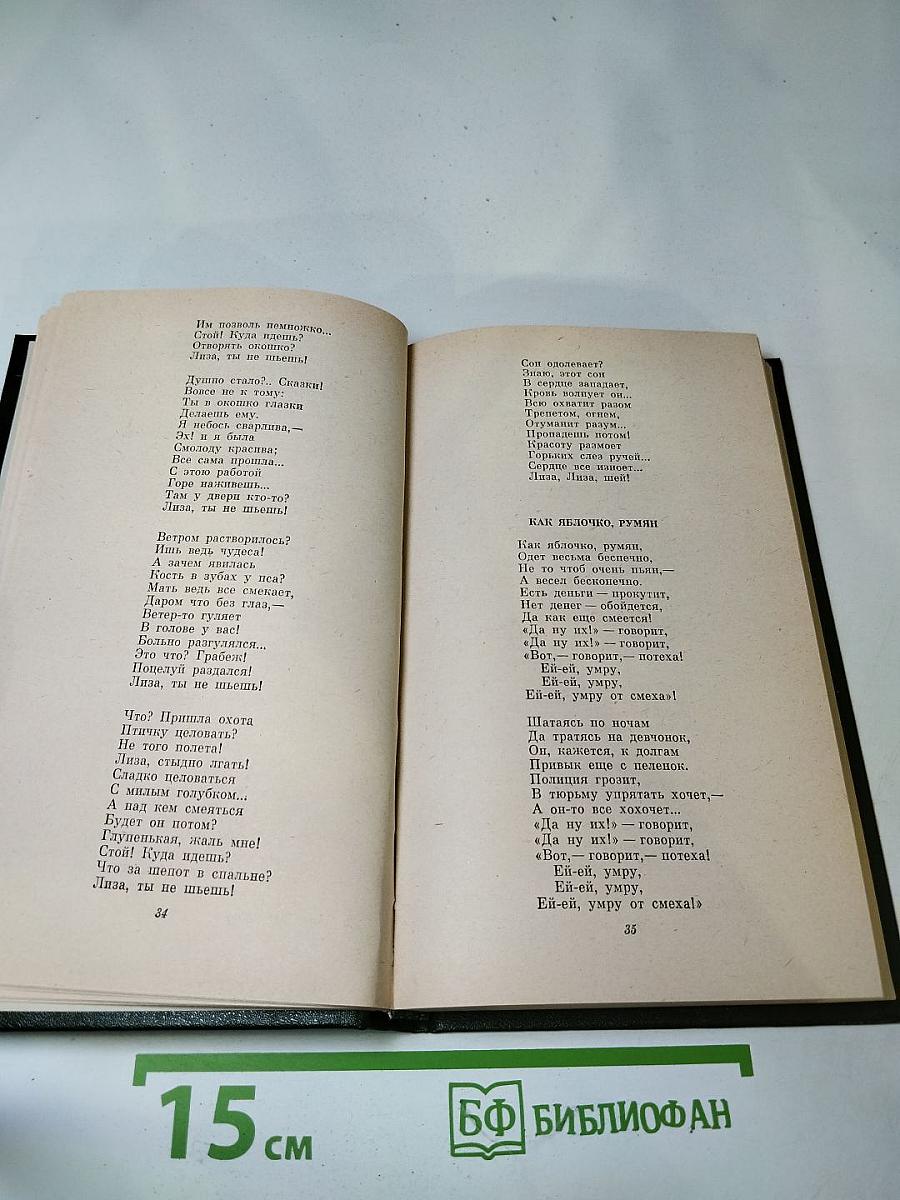 Им позволь немножко...
Стой! Куда идешь?
Отворять окошко?
Лиза, ты не шьешь!
Душно стало?.. Сказки!
Вовсе не к тому:
Ты в окошко глазки
Делаешь ему.
Я небось сварлива,—
Эх! и я была
Смолоду красива;
Все сама прошла...
С этою работой
Горе наживешь...
Там у двери кто-то?
Лиза, ты не шьешь!
Ветром растворилось?
Ишь ведь чудеса!
А зачем явилась
Кость в зубах у пса?
Мать ведь все смекает,
Даром что без глаз,—
Ветер-то гуляет
В голове у вас!
Больно разгулялся...
Это что? Грабеж!
Поцелуй раздался!
Лиза, ты не шьешь!
Что? Пришла охота
Птичку целовать?
Не того полета!
Лиза, стыдно лгать!
Сладко целоваться
С милым голубком...
А над кем смеяться
Будет он потом?
Глупенькая, жаль мне!
Стой! Куда идешь?
Что за шепот в спальне?
Лиза, ты не шьешь!
34
Сон одолевает?
Знаю, этот сон
В сердце западает,
Кровь волнует он...
Всю охватит разом
Трепетом, огнем,
Отуманит разум...
Пропадешь потом!
Красоту размоет
Горьких слез ручей...
Сердце все изноет...
Лиза, Лиза, шей!
КАК ЯБЛОЧКО, РУМЯН
Как яблочко, румян,
Одет весьма беспечно,
Не то чтоб очень пьян,—
А весел бесконечно.
Есть деньги — прокутит,
Нет денег — обойдется,
Да как еще смеется!
«Да ну их!» — говорит,
«Да ну их!» — говорит,
«Вот,— говорит,— потеха!
Ей-ей, умру,
Ей-ей, умру,
Ей-ей, умру от смеха»!
Шатаясь по ночам
Да тратясь на девчонок,
Он, кажется, к долгам
Привык еще с пеленок.
Полиция грозит,
В тюрьму упрятать хочет,—
А он-то все хохочет...
«Да ну их!» — говорит,
«Да ну их!» — говорит,
«Вот,— говорит,— потеха!
Ей-ей, умру,
Ей-ей, умру,
Ей-ей, умру от смеха!»
35
15 см
БФ БИБЛИОФАН